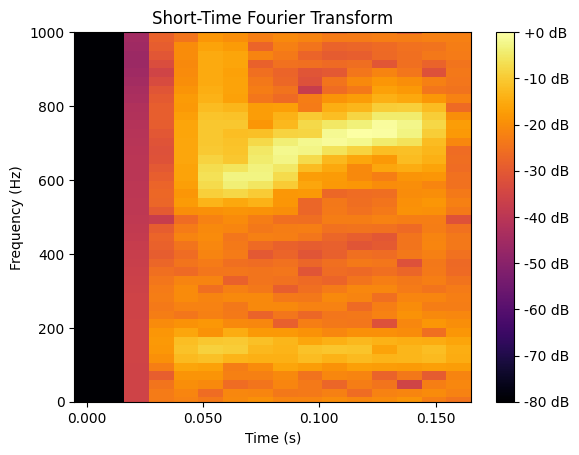 Short-Time Fourier Transform
1000
800
600
400
200
0
Frequency (Hz)
0.000
0.050
0.100
0.150
Time (s)
+0 dB
-10 dB
-20 dB
-30 dB
-40 dB
-50 dB
-60 dB
-70 dB
-80 dB